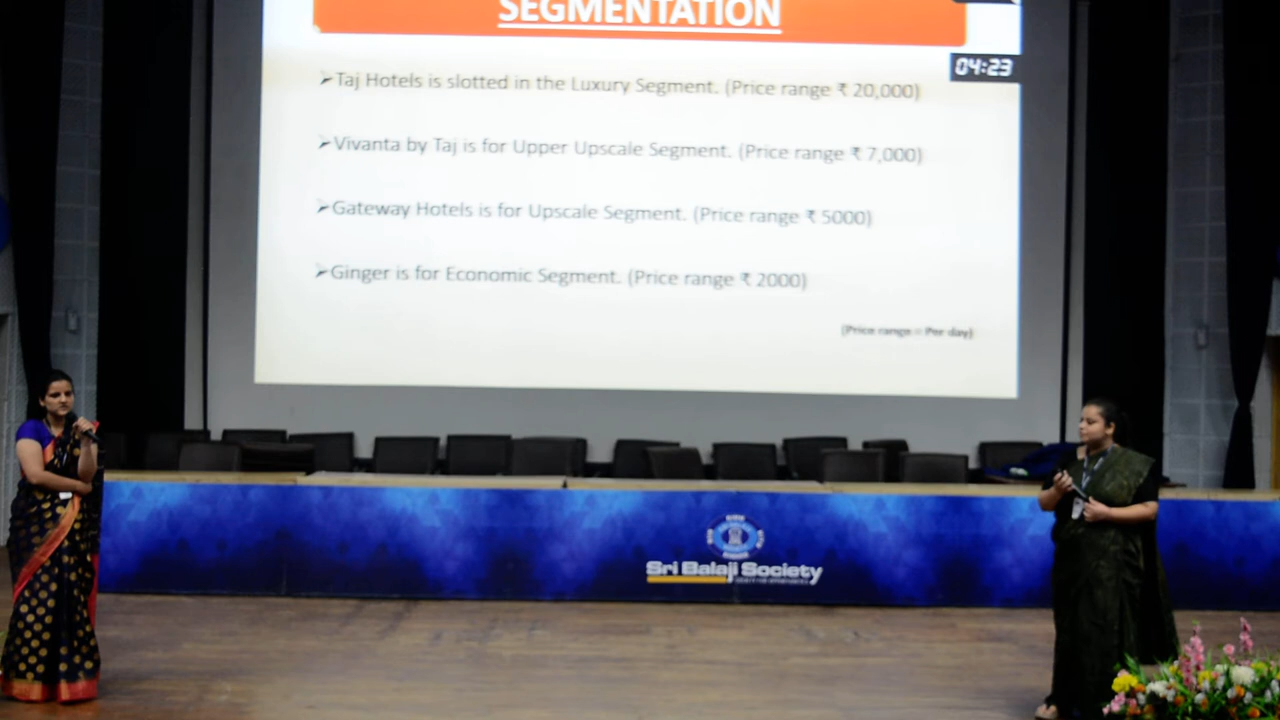 SEGMENTATION
04:23
➢Taj Hotels is slotted in the Luxury Segment. (Price range ₹ 20,000)
➢Vivanta by Taj is for Upper Upscale Segment. (Price range ₹ 7,000)
➢Gateway Hotels is for Upscale Segment. (Price range ₹ 5000)
➢Ginger is for Economic Segment. (Price range ₹ 2000)
(Price range = Per day)
Sri Balaji Society